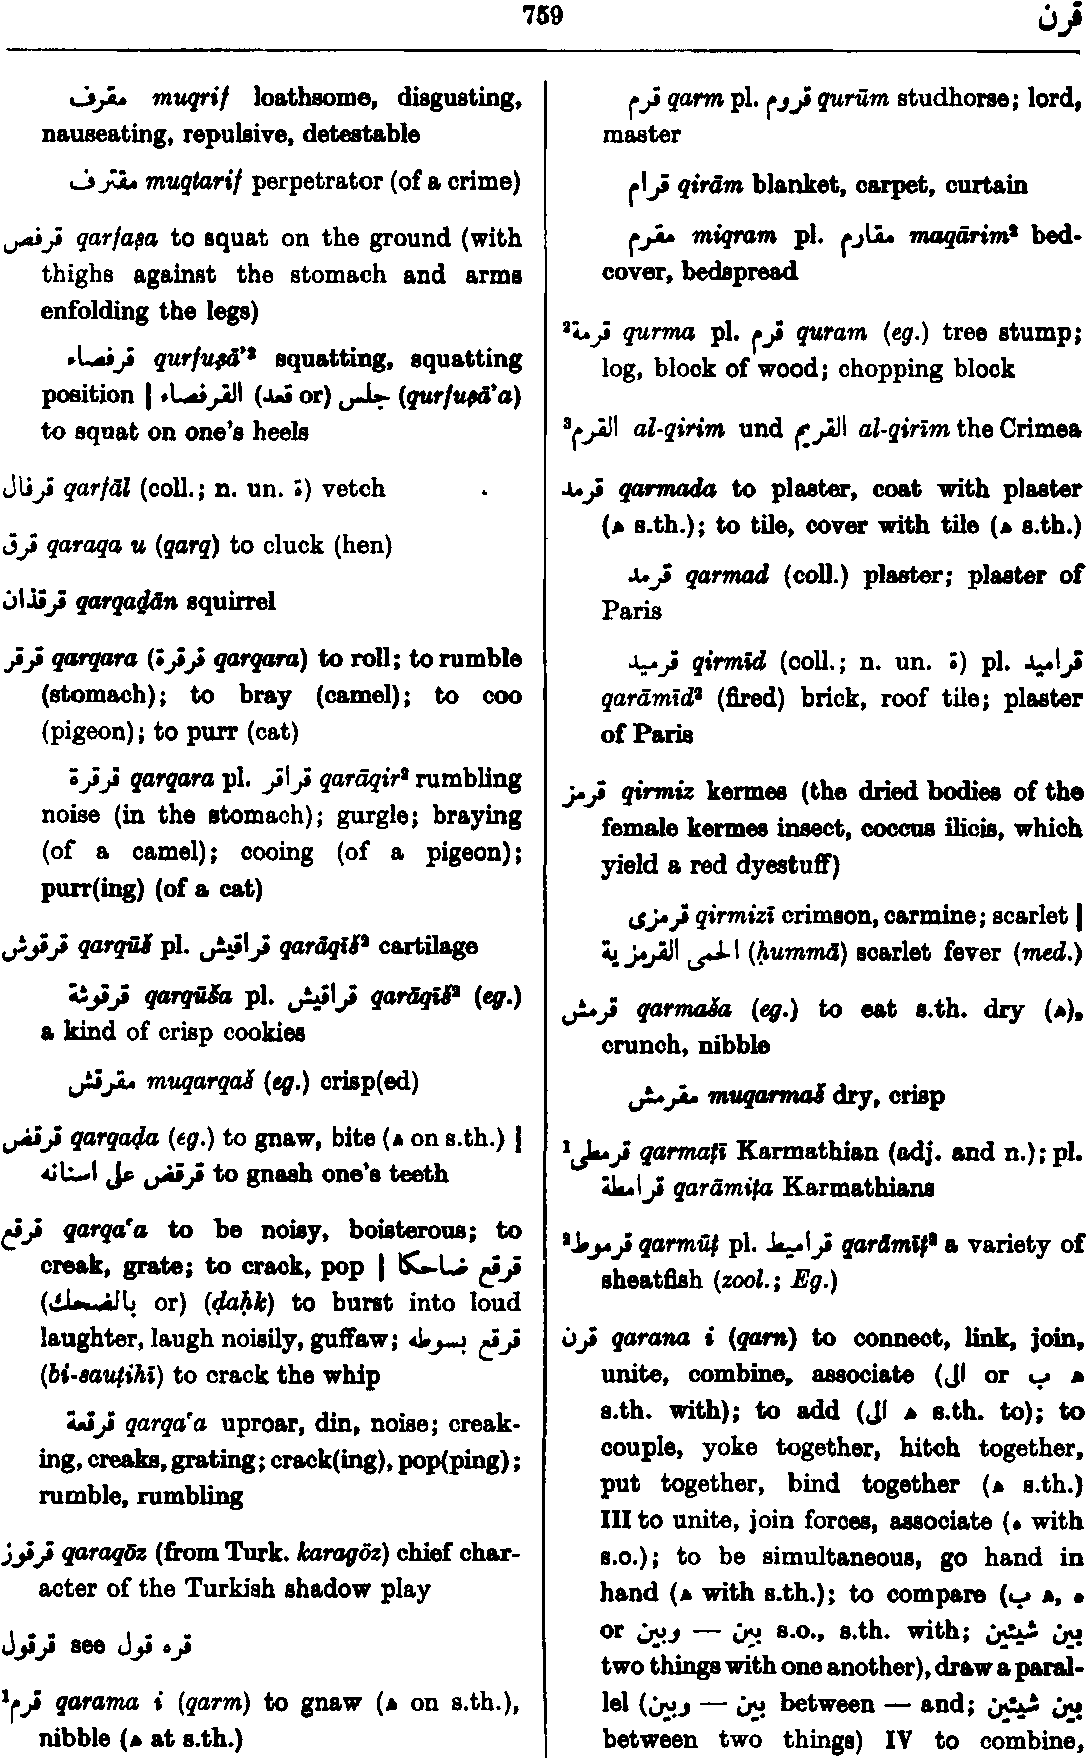 759
قرن
مقرف muqrif loathsome, disgusting,
nauseating, repulsive, detestable
مقترف muqtarif perpetrator (of a crime)
قرفص qarfaṣa to squat on the ground (with
thighs against the stomach and arms
enfolding the legs)
قرفصاء qurfuṣā’² squatting, squatting
position | جلس (or قعد) القرفصاء (qurfuṣā’a)
to squat on one’s heels
قرفال qarfāl (coll.; n. un. ة) vetch
قرق qaraqa u (qarq) to cluck (hen)
قرقذان qarqaḏān squirrel
قرقر qarqara (قرقرة qarqara) to roll; to rumble
(stomach); to bray (camel); to coo
(pigeon); to purr (cat)
قرقرة qarqara pl. قراقر qarāqir² rumbling
noise (in the stomach); gurgle; braying
(of a camel); cooing (of a pigeon);
purr(ing) (of a cat)
قرقوش qarqūš pl. قراقيش qarāqīš² cartilage
قرقوشة qarqūša pl. قراقيش qarāqīš² (eg.)
a kind of crisp cookies
مقرقش muqarqaš (eg.) crisp(ed)
قرقض qarqaḍa (eg.) to gnaw, bite (ه on s.th.) |
قرقض على اسنانه to gnash one’s teeth
قرقع qarqa‘a to be noisy, boisterous; to
creak, grate; to crack, pop | قرقع ضاحكا
(or بالضحك) (ḍaḥk) to burst into loud
laughter, laugh noisily, guffaw; قرقع بسوطه
(bi-sauṭihī) to crack the whip
قرقعة qarqa‘a uproar, din, noise; creak-
ing, creaks, grating; crack(ing), pop(ping);
rumble, rumbling
قرقوز qaraqōz (from Turk. karagöz) chief char-
acter of the Turkish shadow play
قرقول see قره قول
¹قرم qarama i (qarm) to gnaw (ه on s.th.),
nibble (ه at s.th.)
قرم qarm pl. قروم qurūm studhorse; lord,
master
قرام qirām blanket, carpet, curtain
مقرم miqram pl. مقارم maqārim² bed-
cover, bedspread
²قرمة qurma pl. قرم quram (eg.) tree stump;
log, block of wood; chopping block
³القرم al-qirim und القريم al-qirīm the Crimea
قرمد qarmada to plaster, coat with plaster
(ه s.th.); to tile, cover with tile (ه s.th.)
قرمد qarmad (coll.) plaster; plaster of
Paris
قرميد qirmīd (coll.; n. un. ة) pl. قراميد
qarāmīd² (fired) brick, roof tile; plaster
of Paris
قرمز qirmiz kermes (the dried bodies of the
female kermes insect, coccus ilicis, which
yield a red dyestuff)
قرمزى qirmizī crimson, carmine; scarlet |
الحمى القرمزية (ḥummā) scarlet fever (med.)
قرمش qarmaša (eg.) to eat s.th. dry (ه),
crunch, nibble
مقرمش muqarmaš dry, crisp
¹قرمطى qarmaṭī Karmathian (adj. and n.); pl.
قرامطة qarāmiṭa Karmathians
²قرموط qarmūṭ pl. قراميط qarāmīṭ² a variety of
sheatfish (zool.; Eg.)
قرن qarana i (qarn) to connect, link, join,
unite, combine, associate (ه ب or الى
s.th. with); to add (ه الى s.th. to); to
couple, yoke together, hitch together,
put together, bind together (ه s.th.)
III to unite, join forces, associate (ه with
s.o.); to be simultaneous, go hand in
hand (ه with s.th.); to compare (ه, ه ب
or بين — وبين s.o., s.th. with; بين شيئين
two things with one another), draw a paral-
lel (بين — وبين between — and; بين شيئين
between two things) IV to combine,